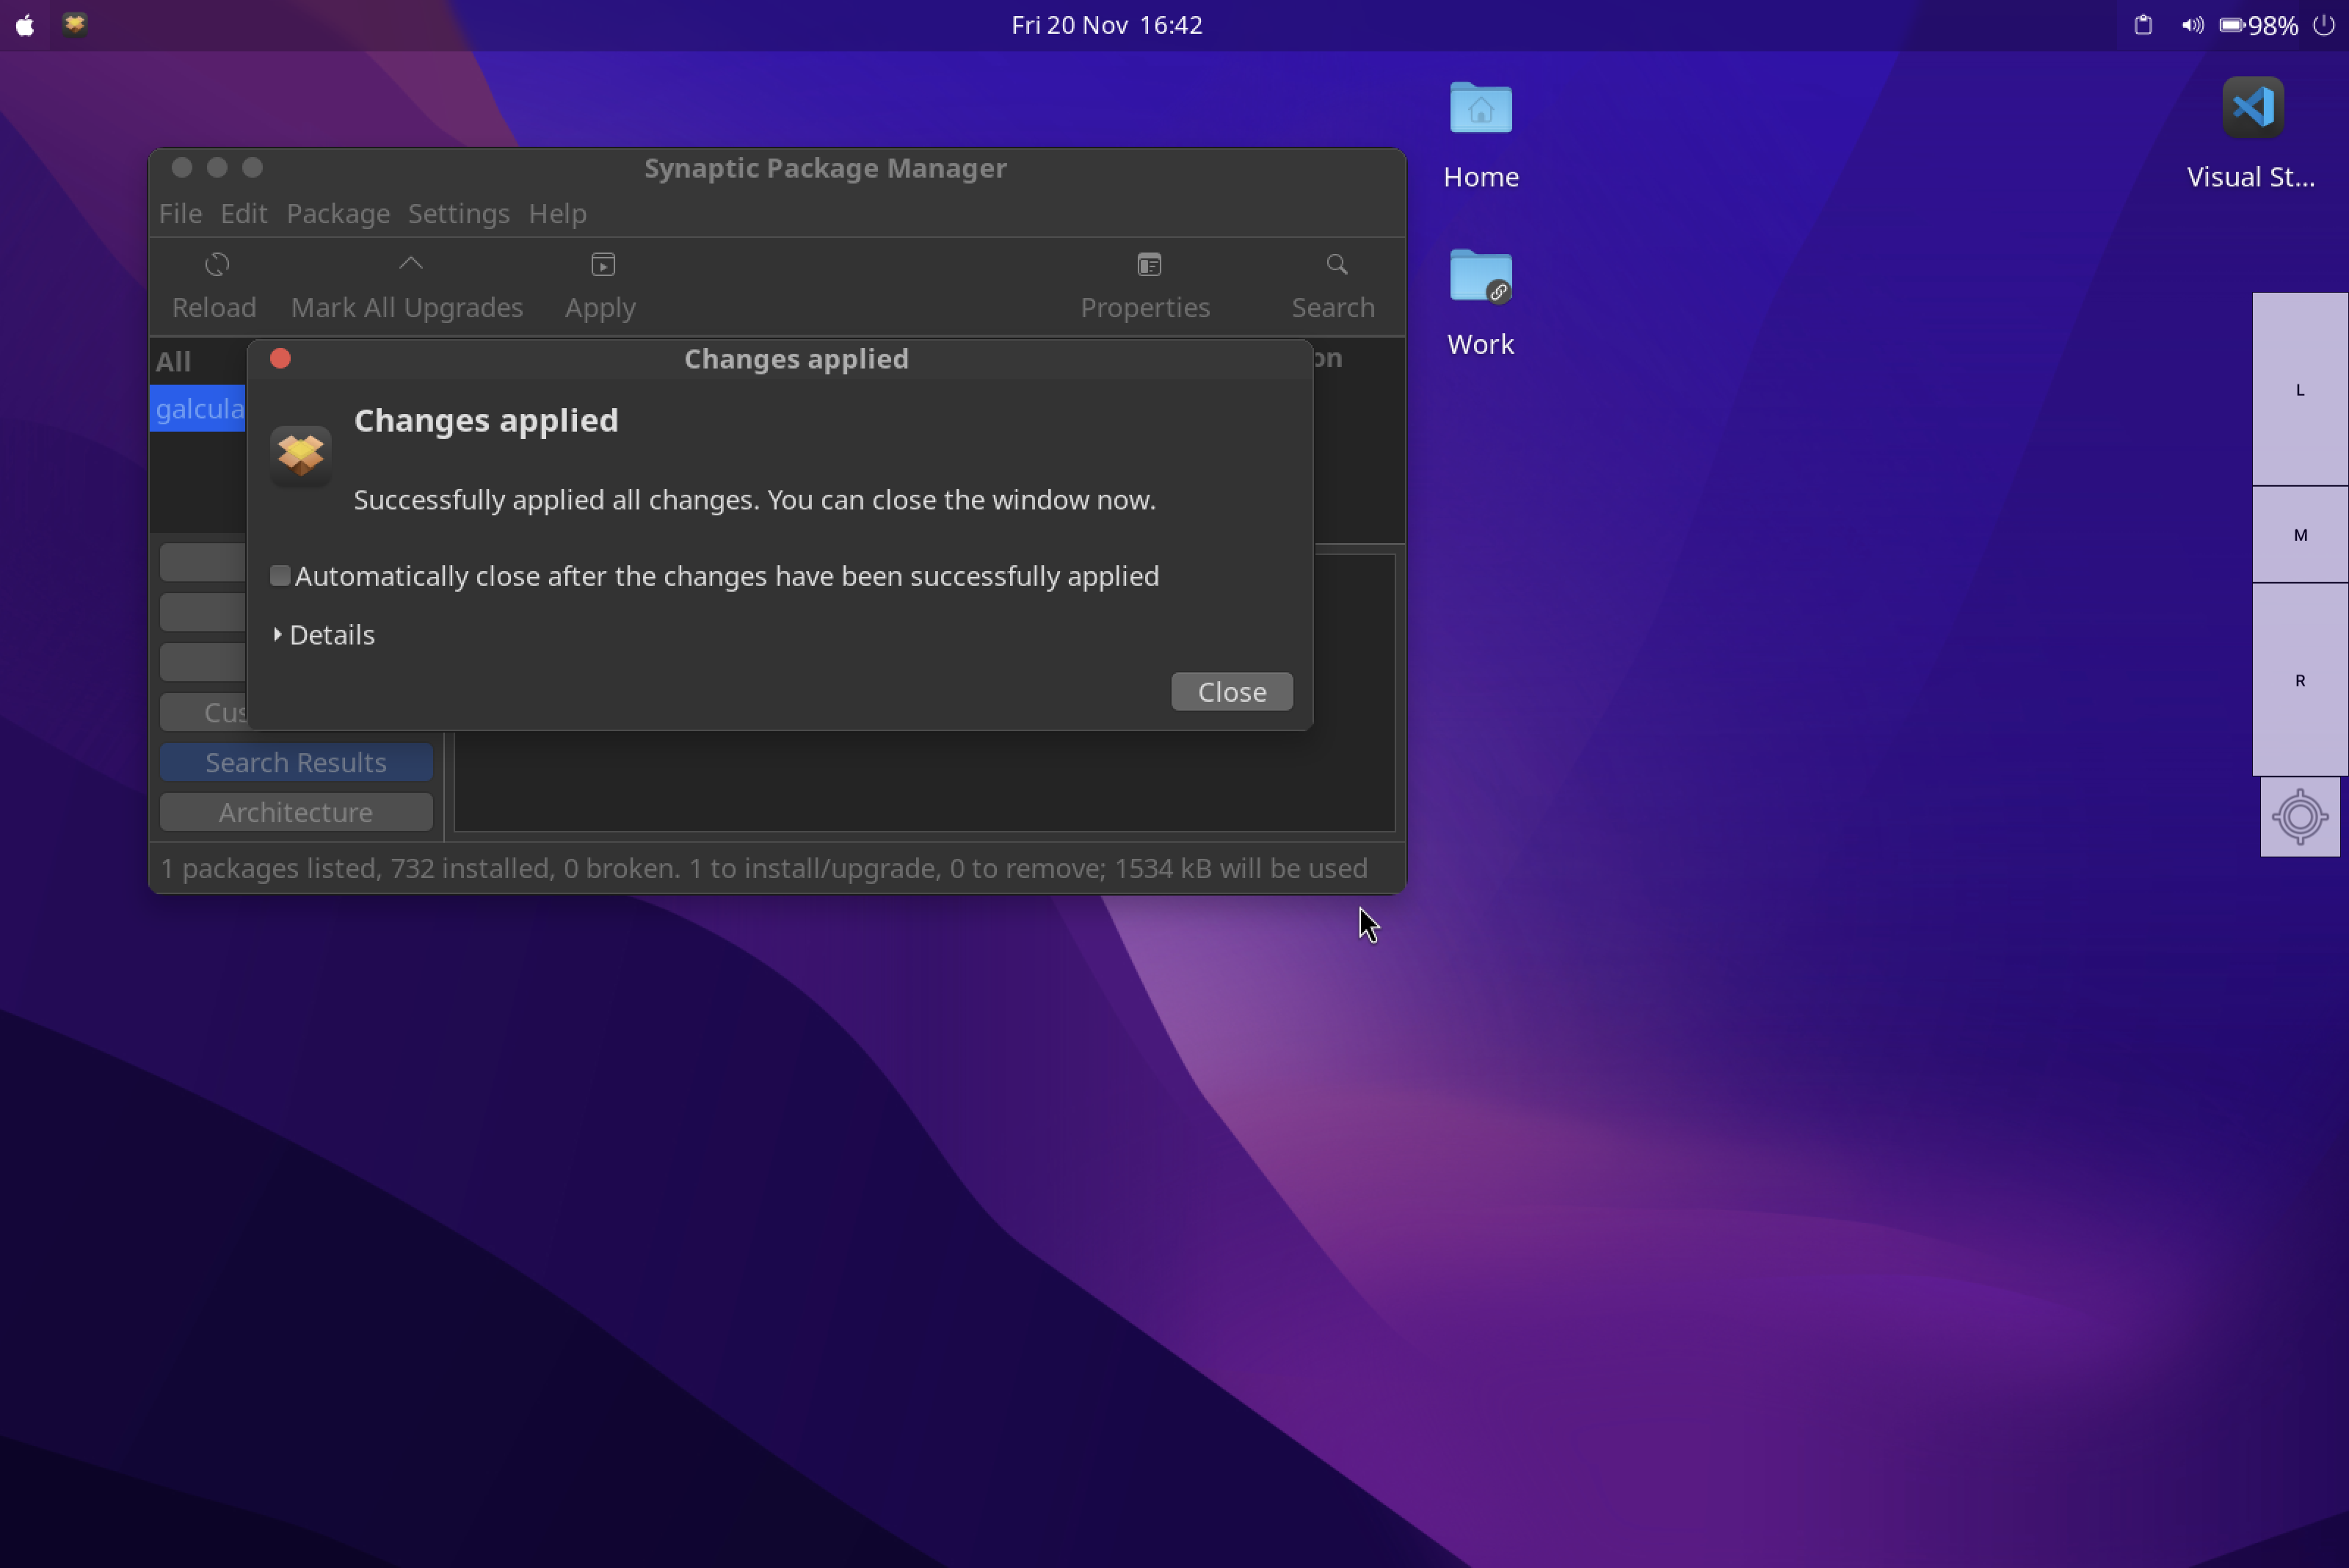 Fri 20 Nov 16:42
98%
Home
Visual St...
Work
Synaptic Package Manager
File Edit Package Settings Help
Reload Mark All Upgrades Apply Properties Search
All
galcula
Changes applied
Changes applied
Successfully applied all changes. You can close the window now.
Automatically close after the changes have been successfully applied
Details
Close
Cus
Search Results
Architecture
1 packages listed, 732 installed, 0 broken. 1 to install/upgrade, 0 to remove; 1534 kB will be used
L
M
R